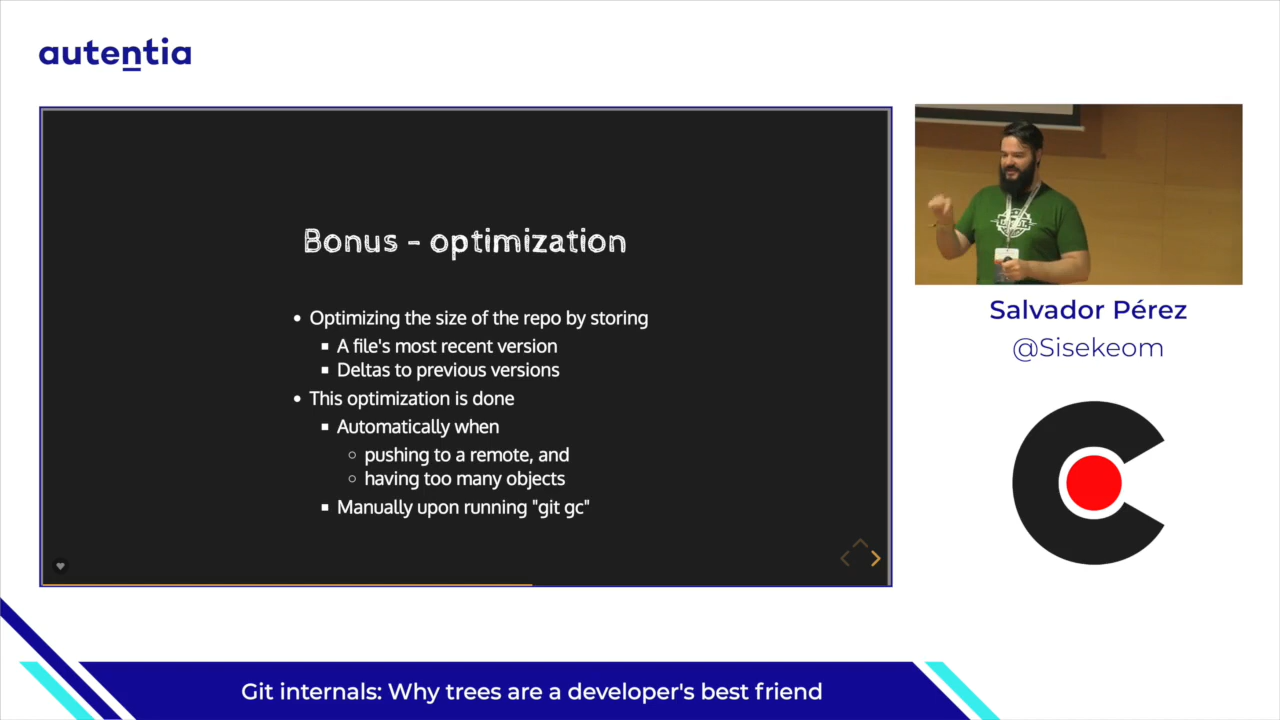 autentia
Bonus - optimization
• Optimizing the size of the repo by storing
▪ A file's most recent version
▪ Deltas to previous versions
• This optimization is done
▪ Automatically when
○ pushing to a remote, and
○ having too many objects
▪ Manually upon running "git gc"
Salvador Pérez
@Sisekeom
Git internals: Why trees are a developer's best friend